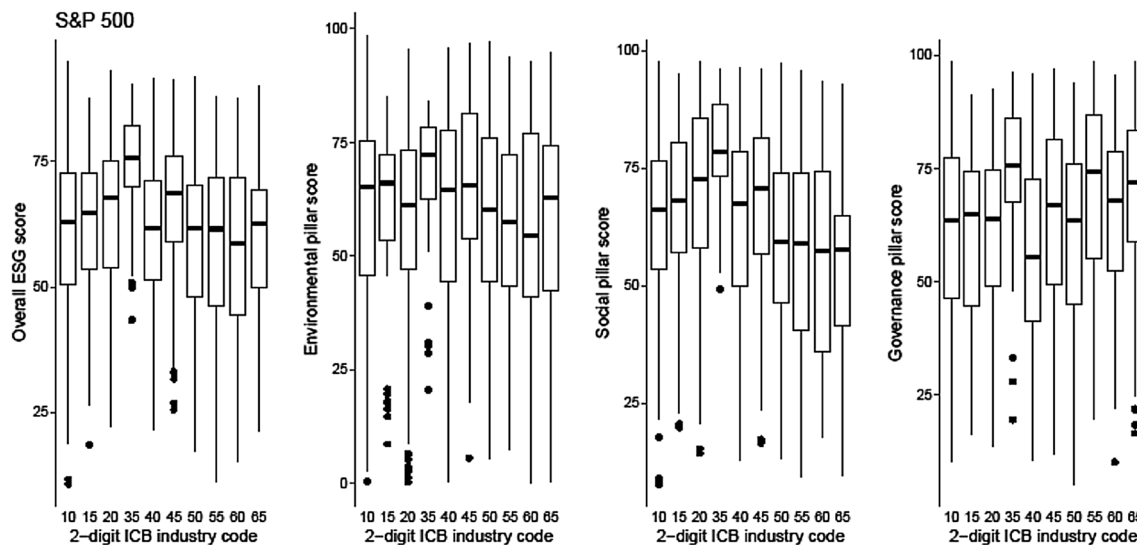 S&P 500
Overall ESG score
75
50
25
10 15 20 35 40 45 50 55 60 65
2−digit ICB industry code
Environmental pillar score
100
75
50
25
0
10 15 20 35 40 45 50 55 60 65
2−digit ICB industry code
Social pillar score
100
75
50
25
10 15 20 35 40 45 50 55 60 65
2−digit ICB industry code
Governance pillar score
100
75
50
25
10 15 20 35 40 45 50 55 60 65
2−digit ICB industry code